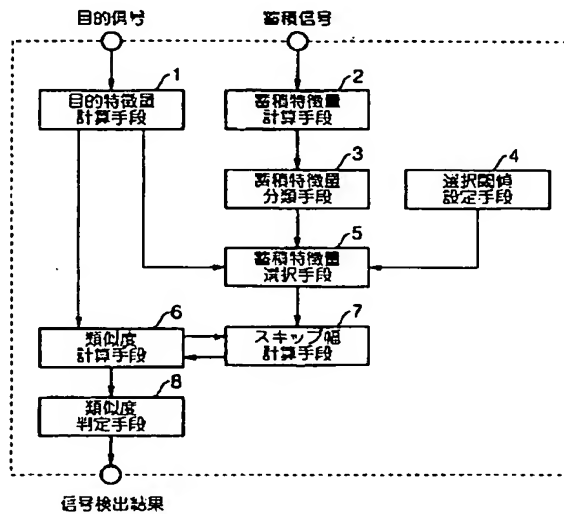 目的信号
蓄積信号
1
目的特徴量
計算手段
2
蓄積特徴量
計算手段
3
蓄積特徴量
分類手段
4
選択閾値
設定手段
5
蓄積特徴量
選択手段
6
類似度
計算手段
7
スキップ幅
計算手段
8
類似度
判定手段
信号検出結果